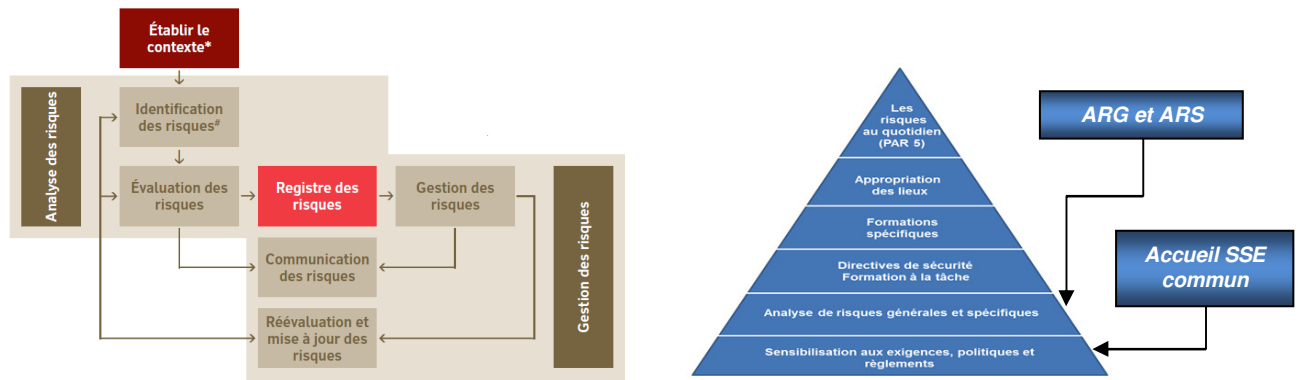 Établir le
contexte*
Analyse des risques
Identification
des risques#
Évaluation des
risques
Registre des
risques
Gestion des
risques
Communication
des risques
Réévaluation et
mise à jour des
risques
Gestion des risques
Les
risques
au quotidien
(PAR 5)
Appropriation
des lieux
Formations
spécifiques
Directives de sécurité
Formation à la tâche
Analyse de risques générales et spécifiques
Sensibilisation aux exigences, politiques et
règlements
ARG et ARS
Accueil SSE
commun